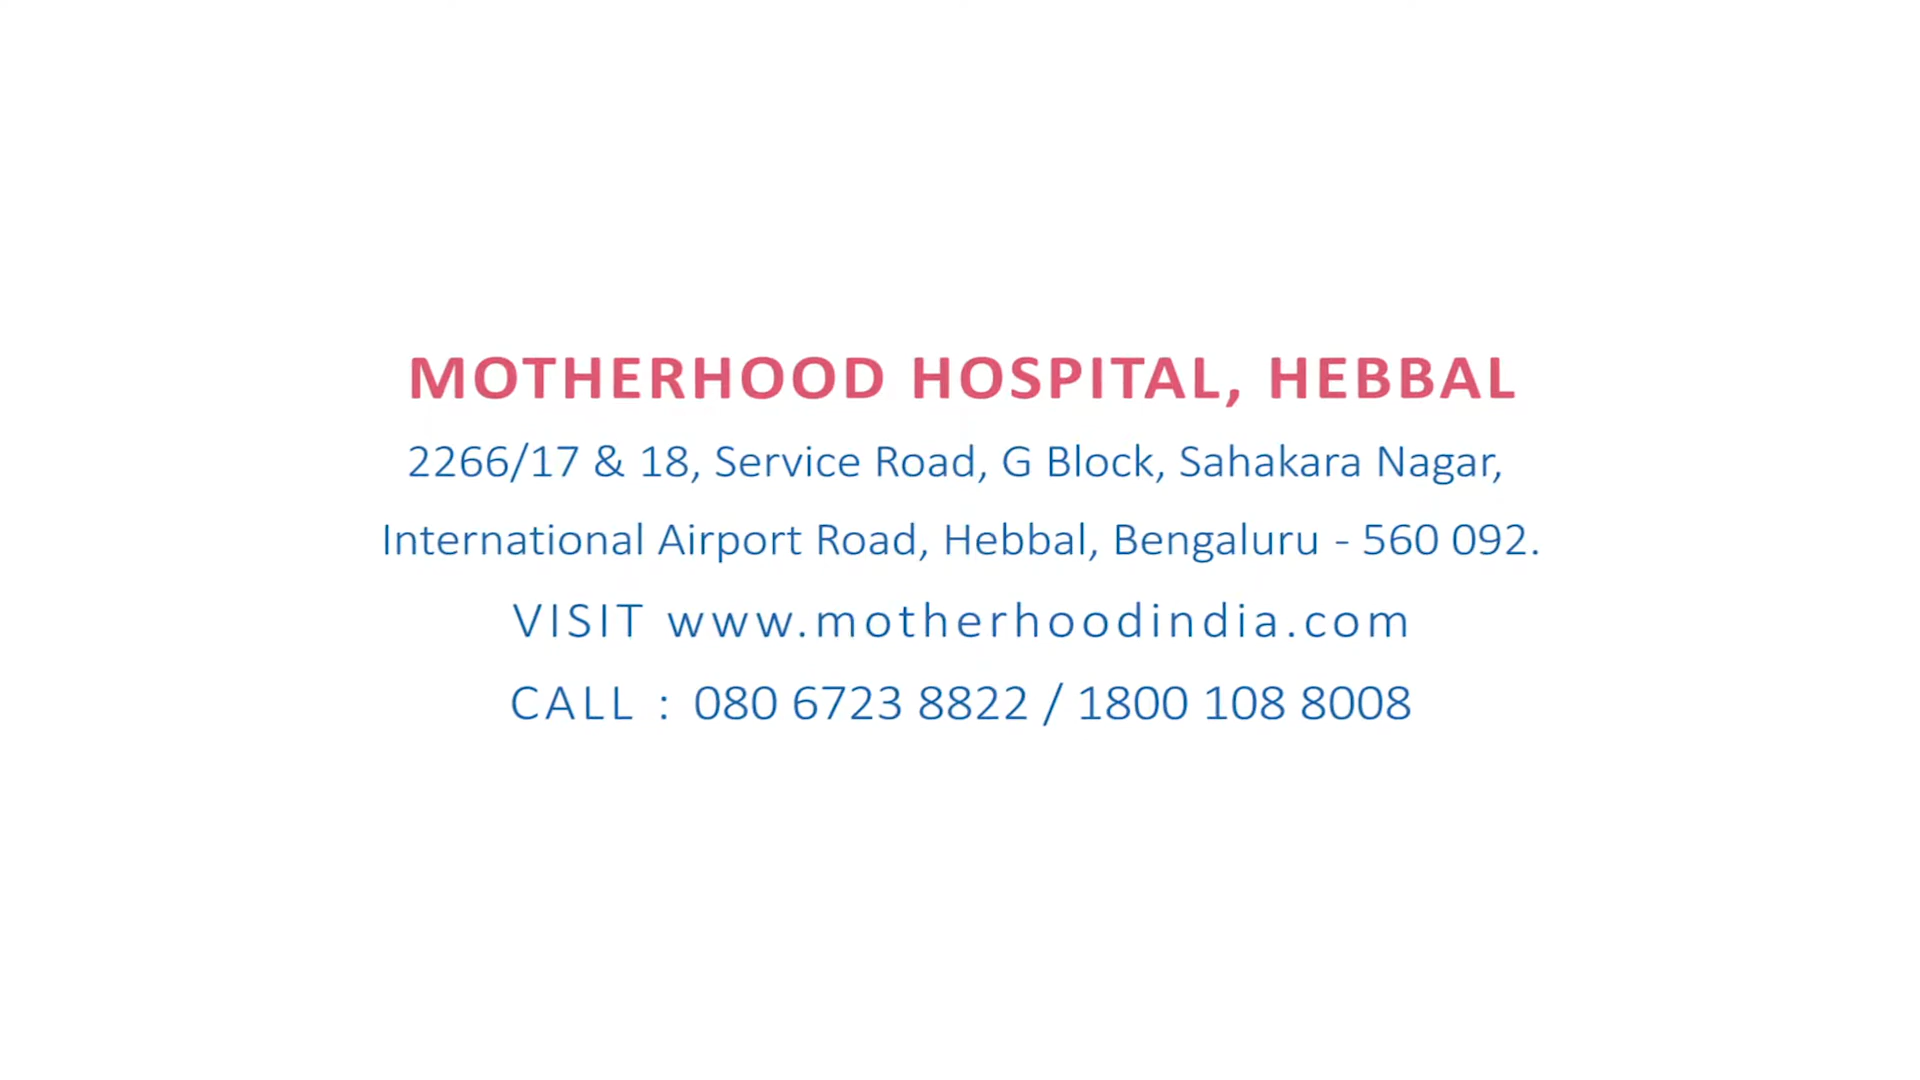 MOTHERHOOD HOSPITAL, HEBBAL
2266/17 & 18, Service Road, G Block, Sahakara Nagar,
International Airport Road, Hebbal, Bengaluru - 560 092.
VISIT www.motherhoodindia.com
CALL : 080 6723 8822 / 1800 108 8008